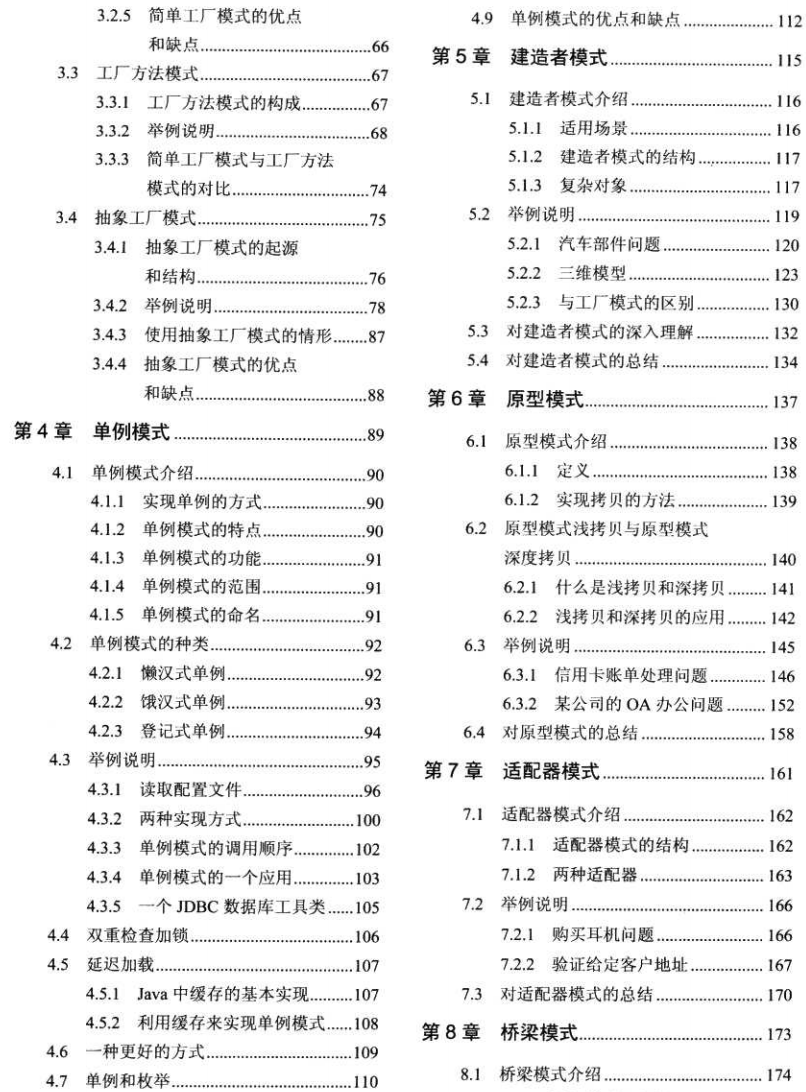 3.2.5 简单工厂模式的优点
和缺点......66
3.3 工厂方法模式......67
3.3.1 工厂方法模式的构成......67
3.3.2 举例说明......68
3.3.3 简单工厂模式与工厂方法
模式的对比......74
3.4 抽象工厂模式......75
3.4.1 抽象工厂模式的起源
和结构......76
3.4.2 举例说明......78
3.4.3 使用抽象工厂模式的情形......87
3.4.4 抽象工厂模式的优点
和缺点......88
第4章 单例模式......89
4.1 单例模式介绍......90
4.1.1 实现单例的方式......90
4.1.2 单例模式的特点......90
4.1.3 单例模式的功能......91
4.1.4 单例模式的范围......91
4.1.5 单例模式的命名......91
4.2 单例模式的种类......92
4.2.1 懒汉式单例......92
4.2.2 饿汉式单例......93
4.2.3 登记式单例......94
4.3 举例说明......95
4.3.1 读取配置文件......96
4.3.2 两种实现方式......100
4.3.3 单例模式的调用顺序......102
4.3.4 单例模式的一个应用......103
4.3.5 一个 JDBC 数据库工具类......105
4.4 双重检查加锁......106
4.5 延迟加载......107
4.5.1 Java 中缓存的基本实现......107
4.5.2 利用缓存来实现单例模式......108
4.6 一种更好的方式......109
4.7 单例和枚举......110
4.9 单例模式的优点和缺点......112
第5章 建造者模式......115
5.1 建造者模式介绍......116
5.1.1 适用场景......116
5.1.2 建造者模式的结构......117
5.1.3 复杂对象......117
5.2 举例说明......119
5.2.1 汽车部件问题......120
5.2.2 三维模型......123
5.2.3 与工厂模式的区别......130
5.3 对建造者模式的深入理解......132
5.4 对建造者模式的总结......134
第6章 原型模式......137
6.1 原型模式介绍......138
6.1.1 定义......138
6.1.2 实现拷贝的方法......139
6.2 原型模式浅拷贝与原型模式
深度拷贝......140
6.2.1 什么是浅拷贝和深拷贝......141
6.2.2 浅拷贝和深拷贝的应用......142
6.3 举例说明......145
6.3.1 信用卡账单处理问题......146
6.3.2 某公司的 OA 办公问题......152
6.4 对原型模式的总结......158
第7章 适配器模式......161
7.1 适配器模式介绍......162
7.1.1 适配器模式的结构......162
7.1.2 两种适配器......163
7.2 举例说明......166
7.2.1 购买耳机问题......166
7.2.2 验证给定客户地址......167
7.3 对适配器模式的总结......170
第8章 桥梁模式......173
8.1 桥梁模式介绍......174